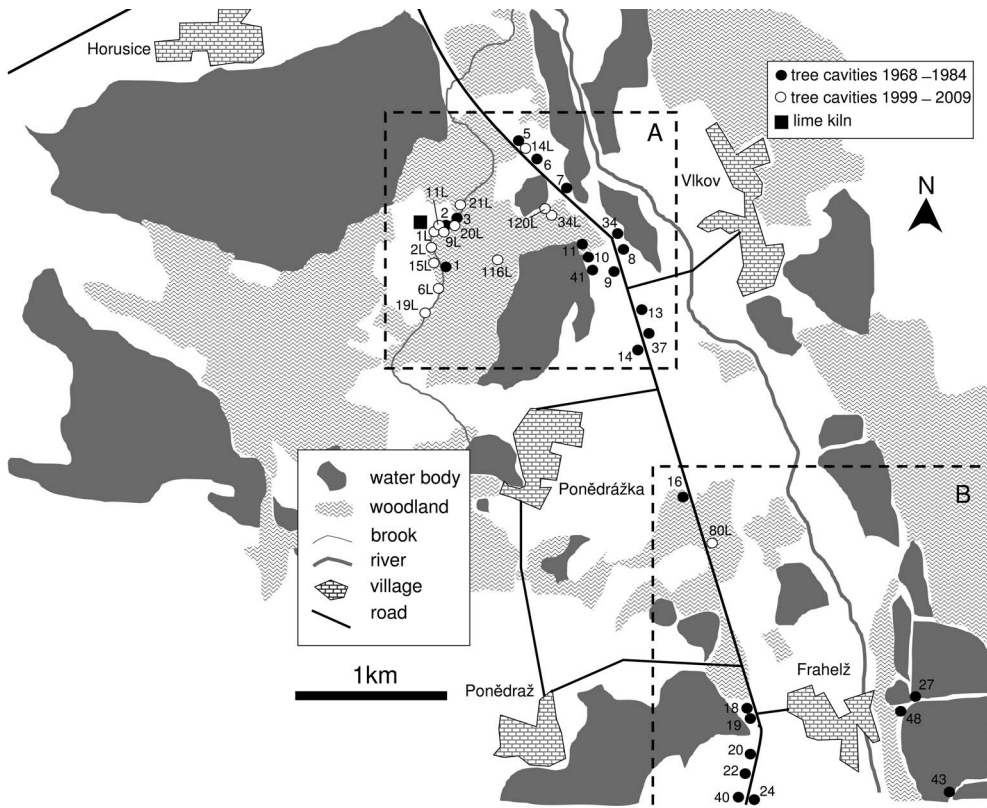 Horusice
tree cavities 1968 –1984
tree cavities 1999 – 2009
lime kiln
A
N
Vlkov
5
14L
6
7
11L
21L
2
3
1L
9L
20L
120L
34L
34
2L
11
10
8
15L
1
116L
41
9
6L
19L
13
37
14
water body
woodland
brook
river
village
road
Ponědrážka
16
B
80L
1km
Ponědraž
Frahelž
18
19
27
48
20
22
40
24
43